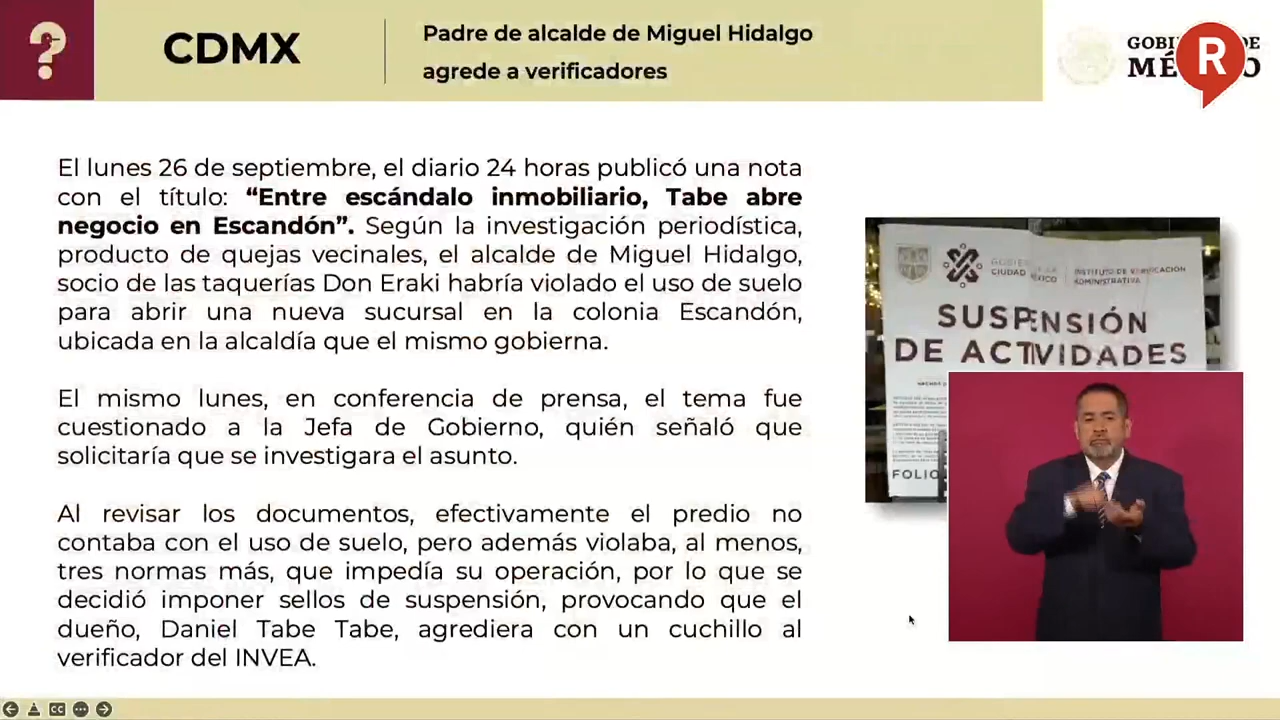 ?
CDMX
Padre de alcalde de Miguel Hidalgo
agrede a verificadores
R
El lunes 26 de septiembre, el diario 24 horas publicó una nota
con el título: “Entre escándalo inmobiliario, Tabe abre
negocio en Escandón”. Según la investigación periodística,
producto de quejas vecinales, el alcalde de Miguel Hidalgo,
socio de las taquerías Don Eraki habría violado el uso de suelo
para abrir una nueva sucursal en la colonia Escandón,
ubicada en la alcaldía que el mismo gobierna.
El mismo lunes, en conferencia de prensa, el tema fue
cuestionado a la Jefa de Gobierno, quién señaló que
solicitaría que se investigara el asunto.
Al revisar los documentos, efectivamente el predio no
contaba con el uso de suelo, pero además violaba, al menos,
tres normas más, que impedía su operación, por lo que se
decidió imponer sellos de suspensión, provocando que el
dueño, Daniel Tabe Tabe, agrediera con un cuchillo al
verificador del INVEA.
CIUDAD
INSTITUTO DE VERIFICACIÓN
ADMINISTRATIVA
SUSPENSIÓN
DE ACTIVIDADES
FOLIO
CC